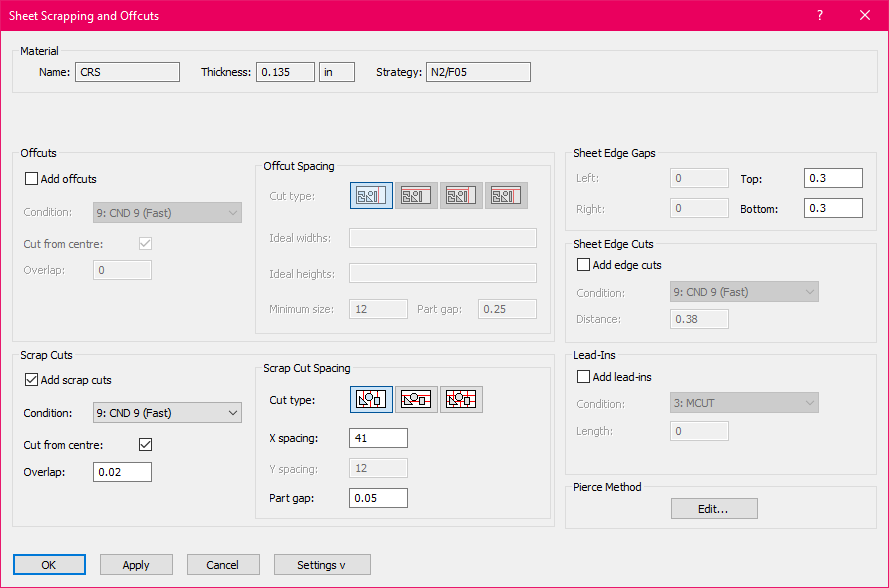 Sheet Scrapping and Offcuts
?
Material
Name: CRS Thickness: 0.135 in Strategy: N2/F05
Offcuts
Add offcuts
Condition: 9: CND 9 (Fast)
Cut from centre:
Overlap: 0
Offcut Spacing
Cut type:
Ideal widths:
Ideal heights:
Minimum size: 12 Part gap: 0.25
Sheet Edge Gaps
Left: 0 Top: 0.3
Right: 0 Bottom: 0.3
Sheet Edge Cuts
Add edge cuts
Condition: 9: CND 9 (Fast)
Distance: 0.38
Scrap Cuts
Add scrap cuts
Condition: 9: CND 9 (Fast)
Cut from centre:
Overlap: 0.02
Scrap Cut Spacing
Cut type:
X spacing: 41
Y spacing: 12
Part gap: 0.05
Lead-Ins
Add lead-ins
Condition: 3: MCUT
Length: 0
Pierce Method
Edit...
OK Apply Cancel Settings v